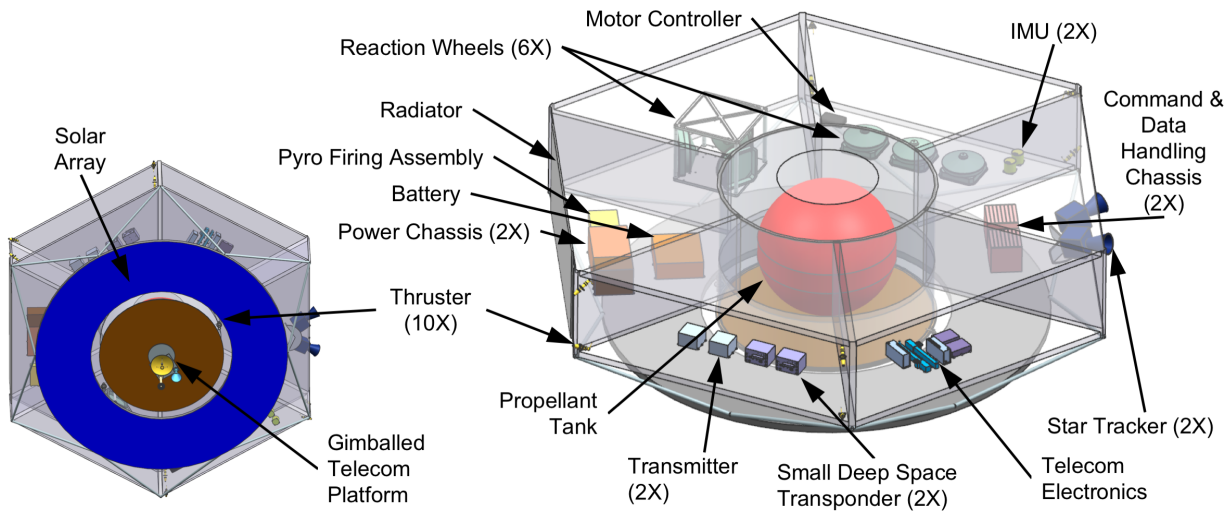 Motor Controller
Reaction Wheels (6X)
IMU (2X)
Radiator
Command &
Data
Handling
Chassis
(2X)
Solar
Array
Pyro Firing Assembly
Battery
Power Chassis (2X)
Thruster
(10X)
Propellant
Tank
Gimballed
Telecom
Platform
Transmitter
(2X)
Small Deep Space
Transponder (2X)
Telecom
Electronics
Star Tracker (2X)